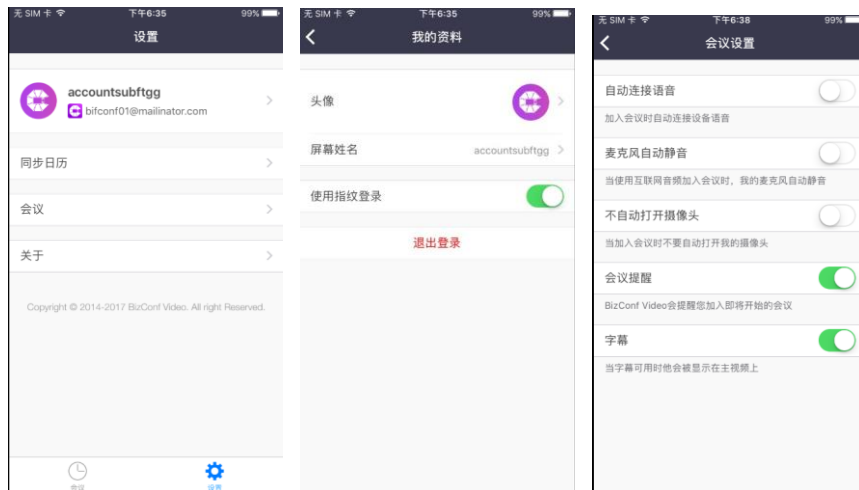 无 SIM 卡 下午6:35 99%
设置
accountsubftgg
bifconf01@mailinator.com
同步日历
会议
关于
Copyright © 2014-2017 BizConf Video. All right Reserved.
会议
设置
无 SIM 卡 下午6:35 99%
我的资料
头像
屏幕姓名 accountsubftgg
使用指纹登录
退出登录
无 SIM 卡 下午6:38 99%
会议设置
自动连接语音
加入会议时自动连接设备语音
麦克风自动静音
当使用互联网音频加入会议时，我的麦克风自动静音
不自动打开摄像头
当加入会议时不要自动打开我的摄像头
会议提醒
BizConf Video会提醒您加入即将开始的会议
字幕
当字幕可用时他会被显示在主视频上